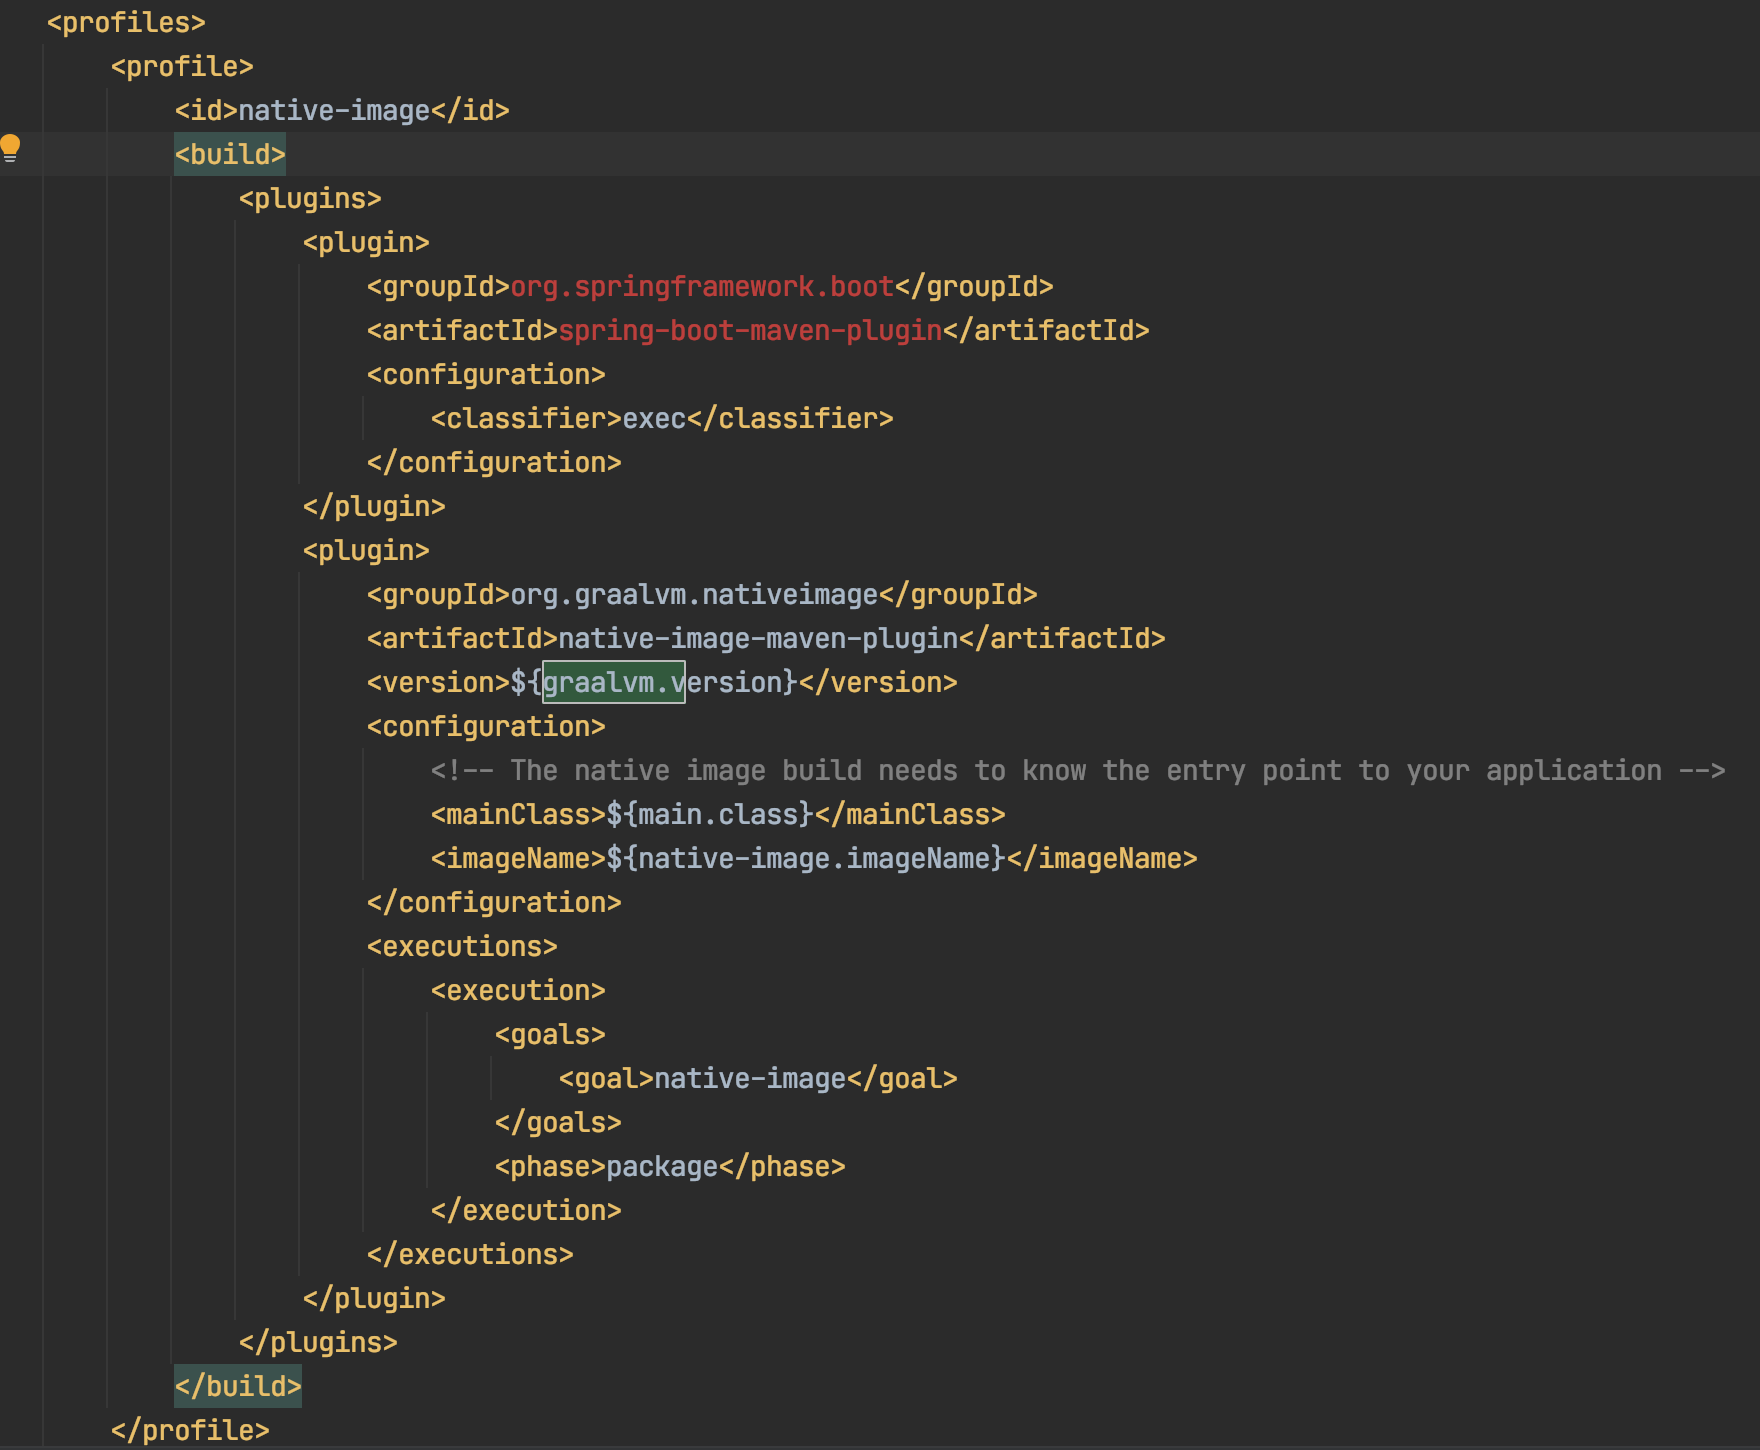 <profiles>
<profile>
<id>native-image</id>
<build>
<plugins>
<plugin>
<groupId>org.springframework.boot</groupId>
<artifactId>spring-boot-maven-plugin</artifactId>
<configuration>
<classifier>exec</classifier>
</configuration>
</plugin>
<plugin>
<groupId>org.graalvm.nativeimage</groupId>
<artifactId>native-image-maven-plugin</artifactId>
<version>${graalvm.version}</version>
<configuration>
<!-- The native image build needs to know the entry point to your application -->
<mainClass>${main.class}</mainClass>
<imageName>${native-image.imageName}</imageName>
</configuration>
<executions>
<execution>
<goals>
<goal>native-image</goal>
</goals>
<phase>package</phase>
</execution>
</executions>
</plugin>
</plugins>
</build>
</profile>